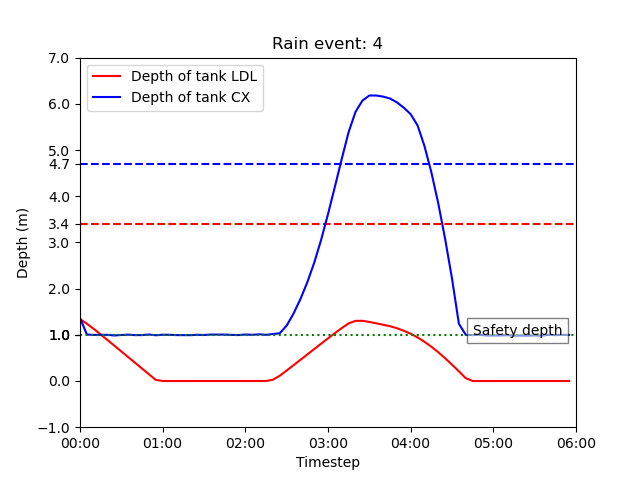 Rain event: 4
Depth of tank LDL
Depth of tank CX
7.0
6.0
5.0
4.7
4.0
3.4
3.0
2.0
1.0
1.0
0.0
−1.0
Depth (m)
Safety depth
00:00 01:00 02:00 03:00 04:00 05:00 06:00
Timestep